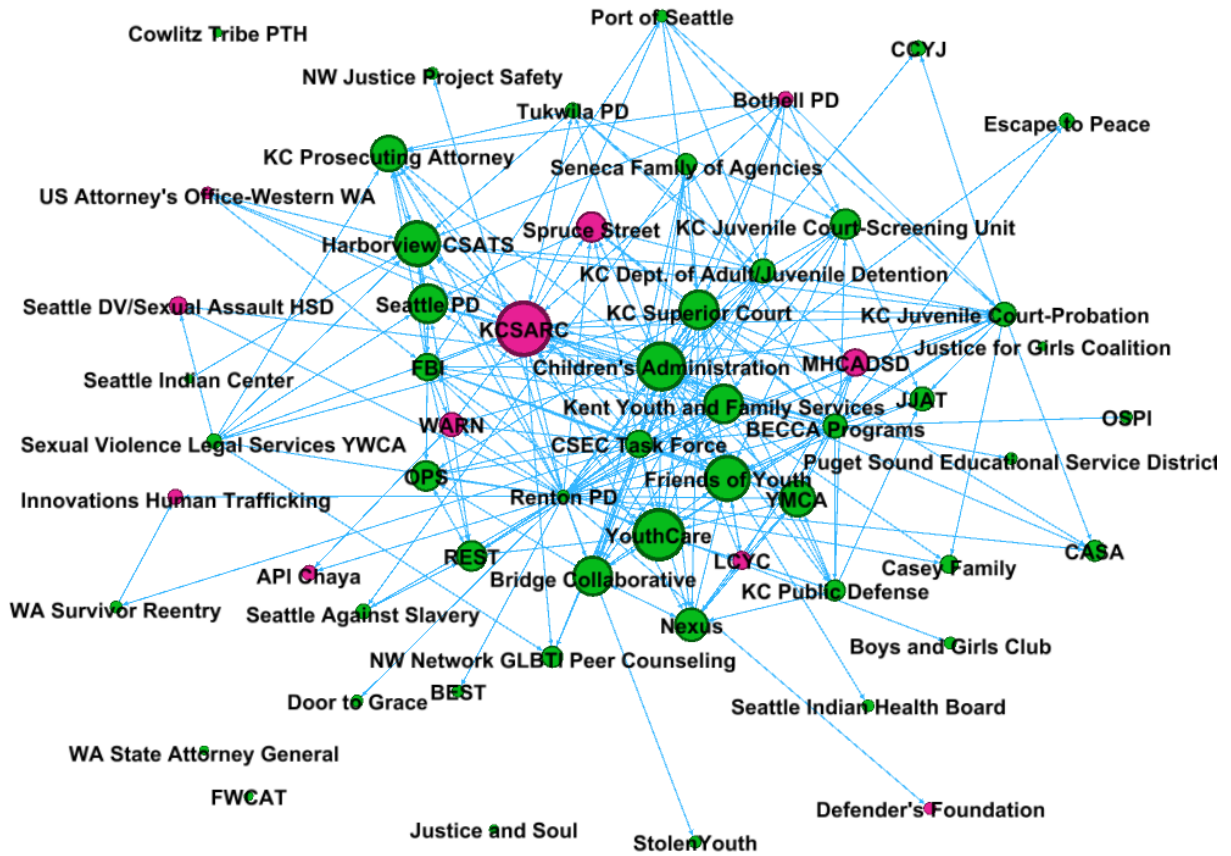 Port of Seattle
Cowlitz Tribe PTH
CCYJ
NW Justice Project Safety
Bothell PD
Tukwila PD
Escape to Peace
KC Prosecuting Attorney
Seneca Family of Agencies
US Attorney's Office-Western WA
Spruce Street
KC Juvenile Court-Screening Unit
Harborview CSATS
KC Dept. of Adult/Juvenile Detention
Seattle DV/Sexual Assault HSD
Seattle PD
KC Superior Court
KC Juvenile Court-Probation
KCSARC
Justice for Girls Coalition
Children's Administration
MHCADSD
FBI
Seattle Indian Center
Kent Youth and Family Services
JJAT
WARN
BECCA Programs
OSPI
Sexual Violence Legal Services YWCA
CSEC Task Force
Puget Sound Educational Service District
OPS
Friends of Youth
Innovations Human Trafficking
Renton PD
YMCA
YouthCare
REST
LCYC
CASA
API Chaya
Bridge Collaborative
Casey Family
KC Public Defense
WA Survivor Reentry
Seattle Against Slavery
Nexus
Boys and Girls Club
NW Network GLBTI Peer Counseling
BEST
Door to Grace
Seattle Indian Health Board
WA State Attorney General
FWCAT
Defender's Foundation
Justice and Soul
StolenYouth